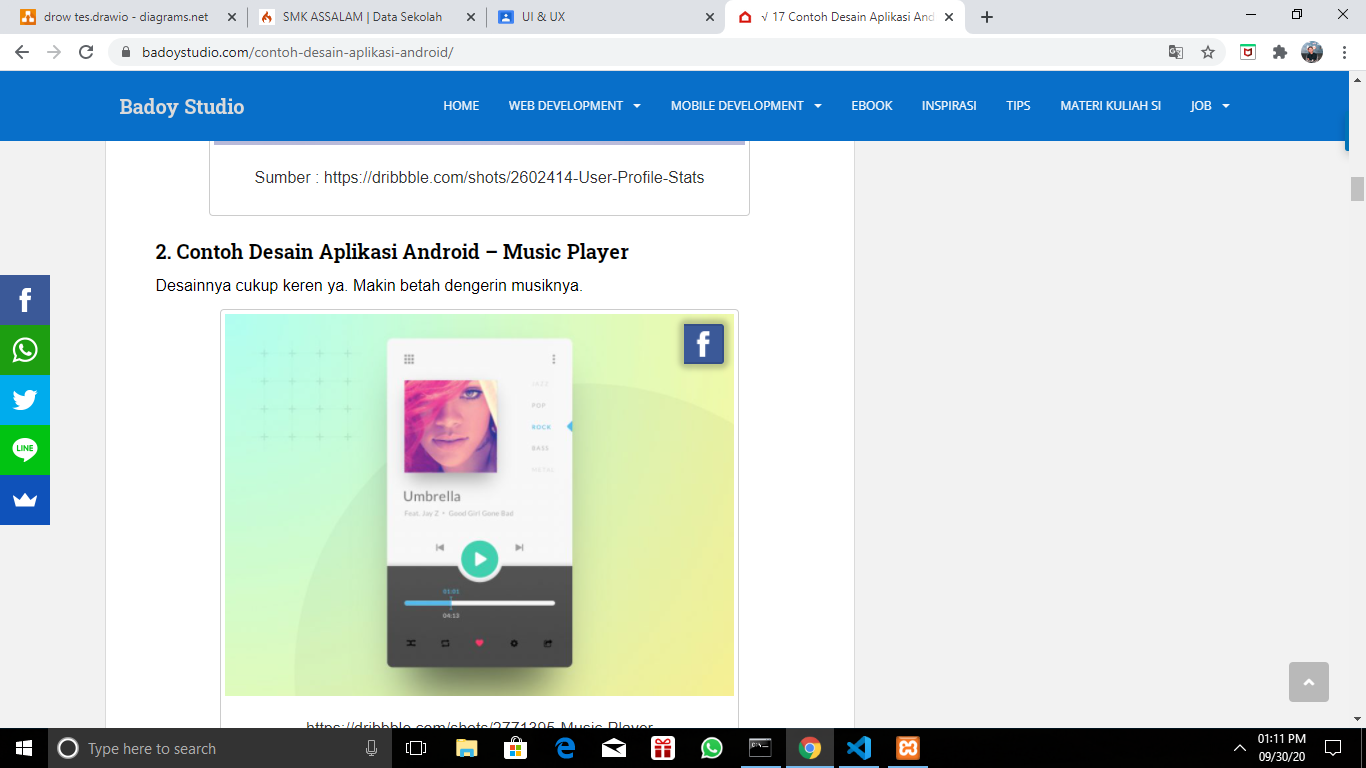 drow tes.drawio - diagrams.net
SMK ASSALAM | Data Sekolah
UI & UX
√ 17 Contoh Desain Aplikasi And
badoystudio.com/contoh-desain-aplikasi-android/
Badoy Studio
HOME
WEB DEVELOPMENT
MOBILE DEVELOPMENT
EBOOK
INSPIRASI
TIPS
MATERI KULIAH SI
JOB
Sumber : https://dribbble.com/shots/2602414-User-Profile-Stats
2. Contoh Desain Aplikasi Android – Music Player
Desainnya cukup keren ya. Makin betah dengerin musiknya.
f
POP
ROCK
BASS
METAL
Umbrella
Feat. Jay Z • Good Girl Gone Bad
01:01
04:13
https://dribbble.com/shots/2771395-Music-Player
f
LINE
Type here to search
01:11 PM
09/30/20